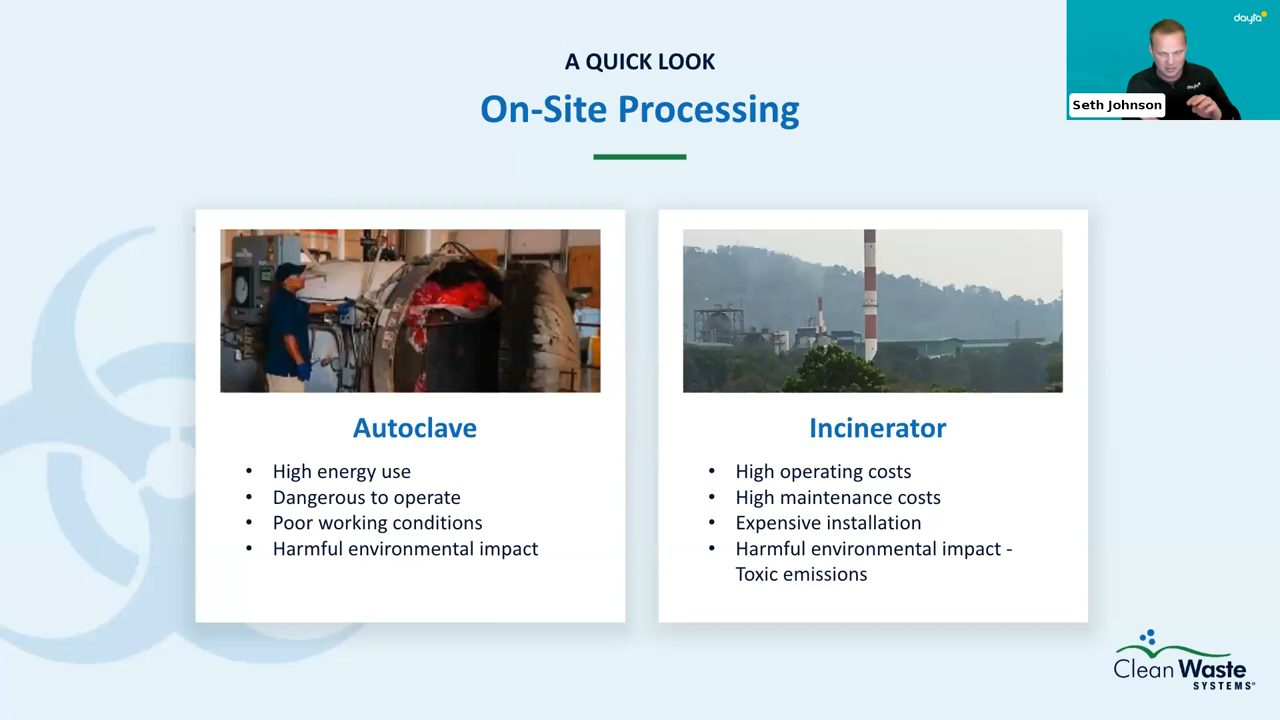 A QUICK LOOK
On-Site Processing
dayta
Seth Johnson
Autoclave
• High energy use
• Dangerous to operate
• Poor working conditions
• Harmful environmental impact
Incinerator
• High operating costs
• High maintenance costs
• Expensive installation
• Harmful environmental impact -
Toxic emissions
Clean Waste
SYSTEMS®